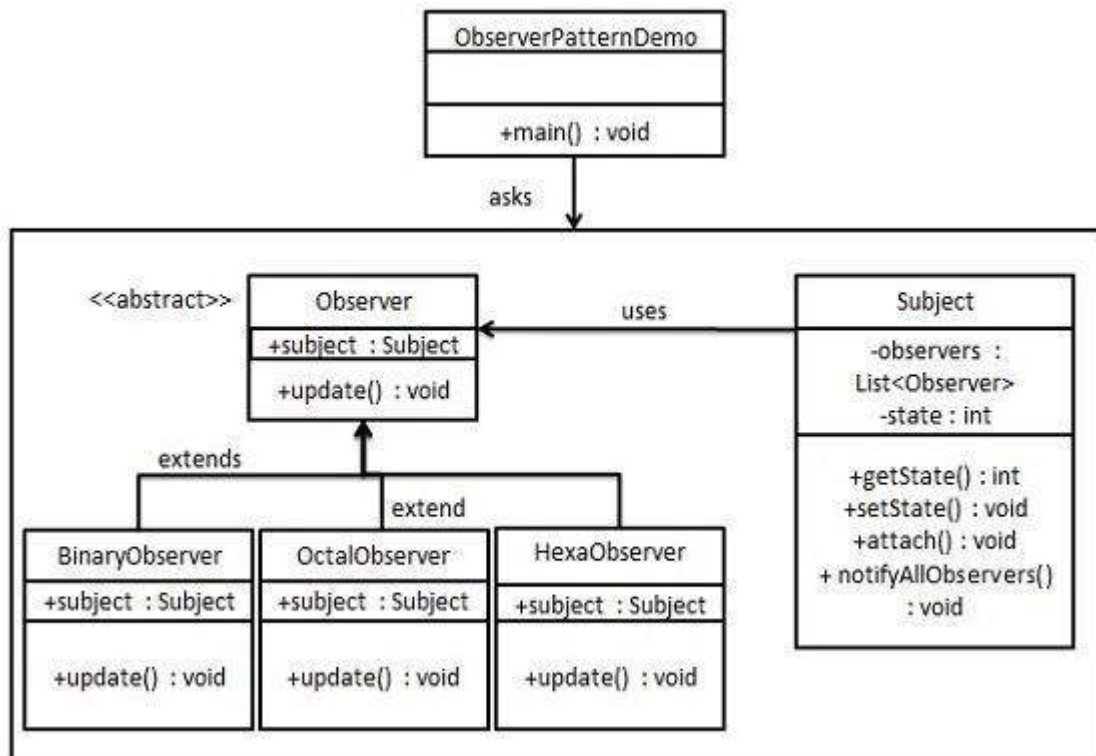 ObserverPatternDemo
+main() : void
asks
<<abstract>>
Observer
+subject : Subject
+update() : void
uses
Subject
-observers :
List<Observer>
-state : int
+getState() : int
+setState() : void
+attach() : void
+ notifyAllObservers()
: void
extends
extend
BinaryObserver
+subject : Subject
+update() : void
OctalObserver
+subject : Subject
+update() : void
HexaObserver
+subject : Subject
+update() : void